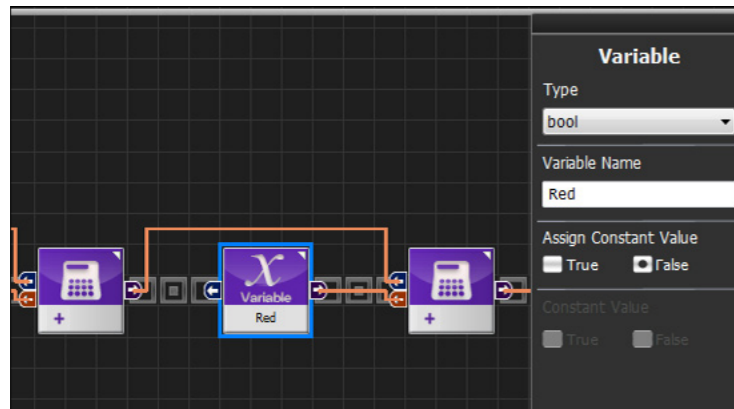 Variable
Type
bool
Variable Name
Red
Assign Constant Value
True False
Constant Value
True False
+
Variable
Red
+